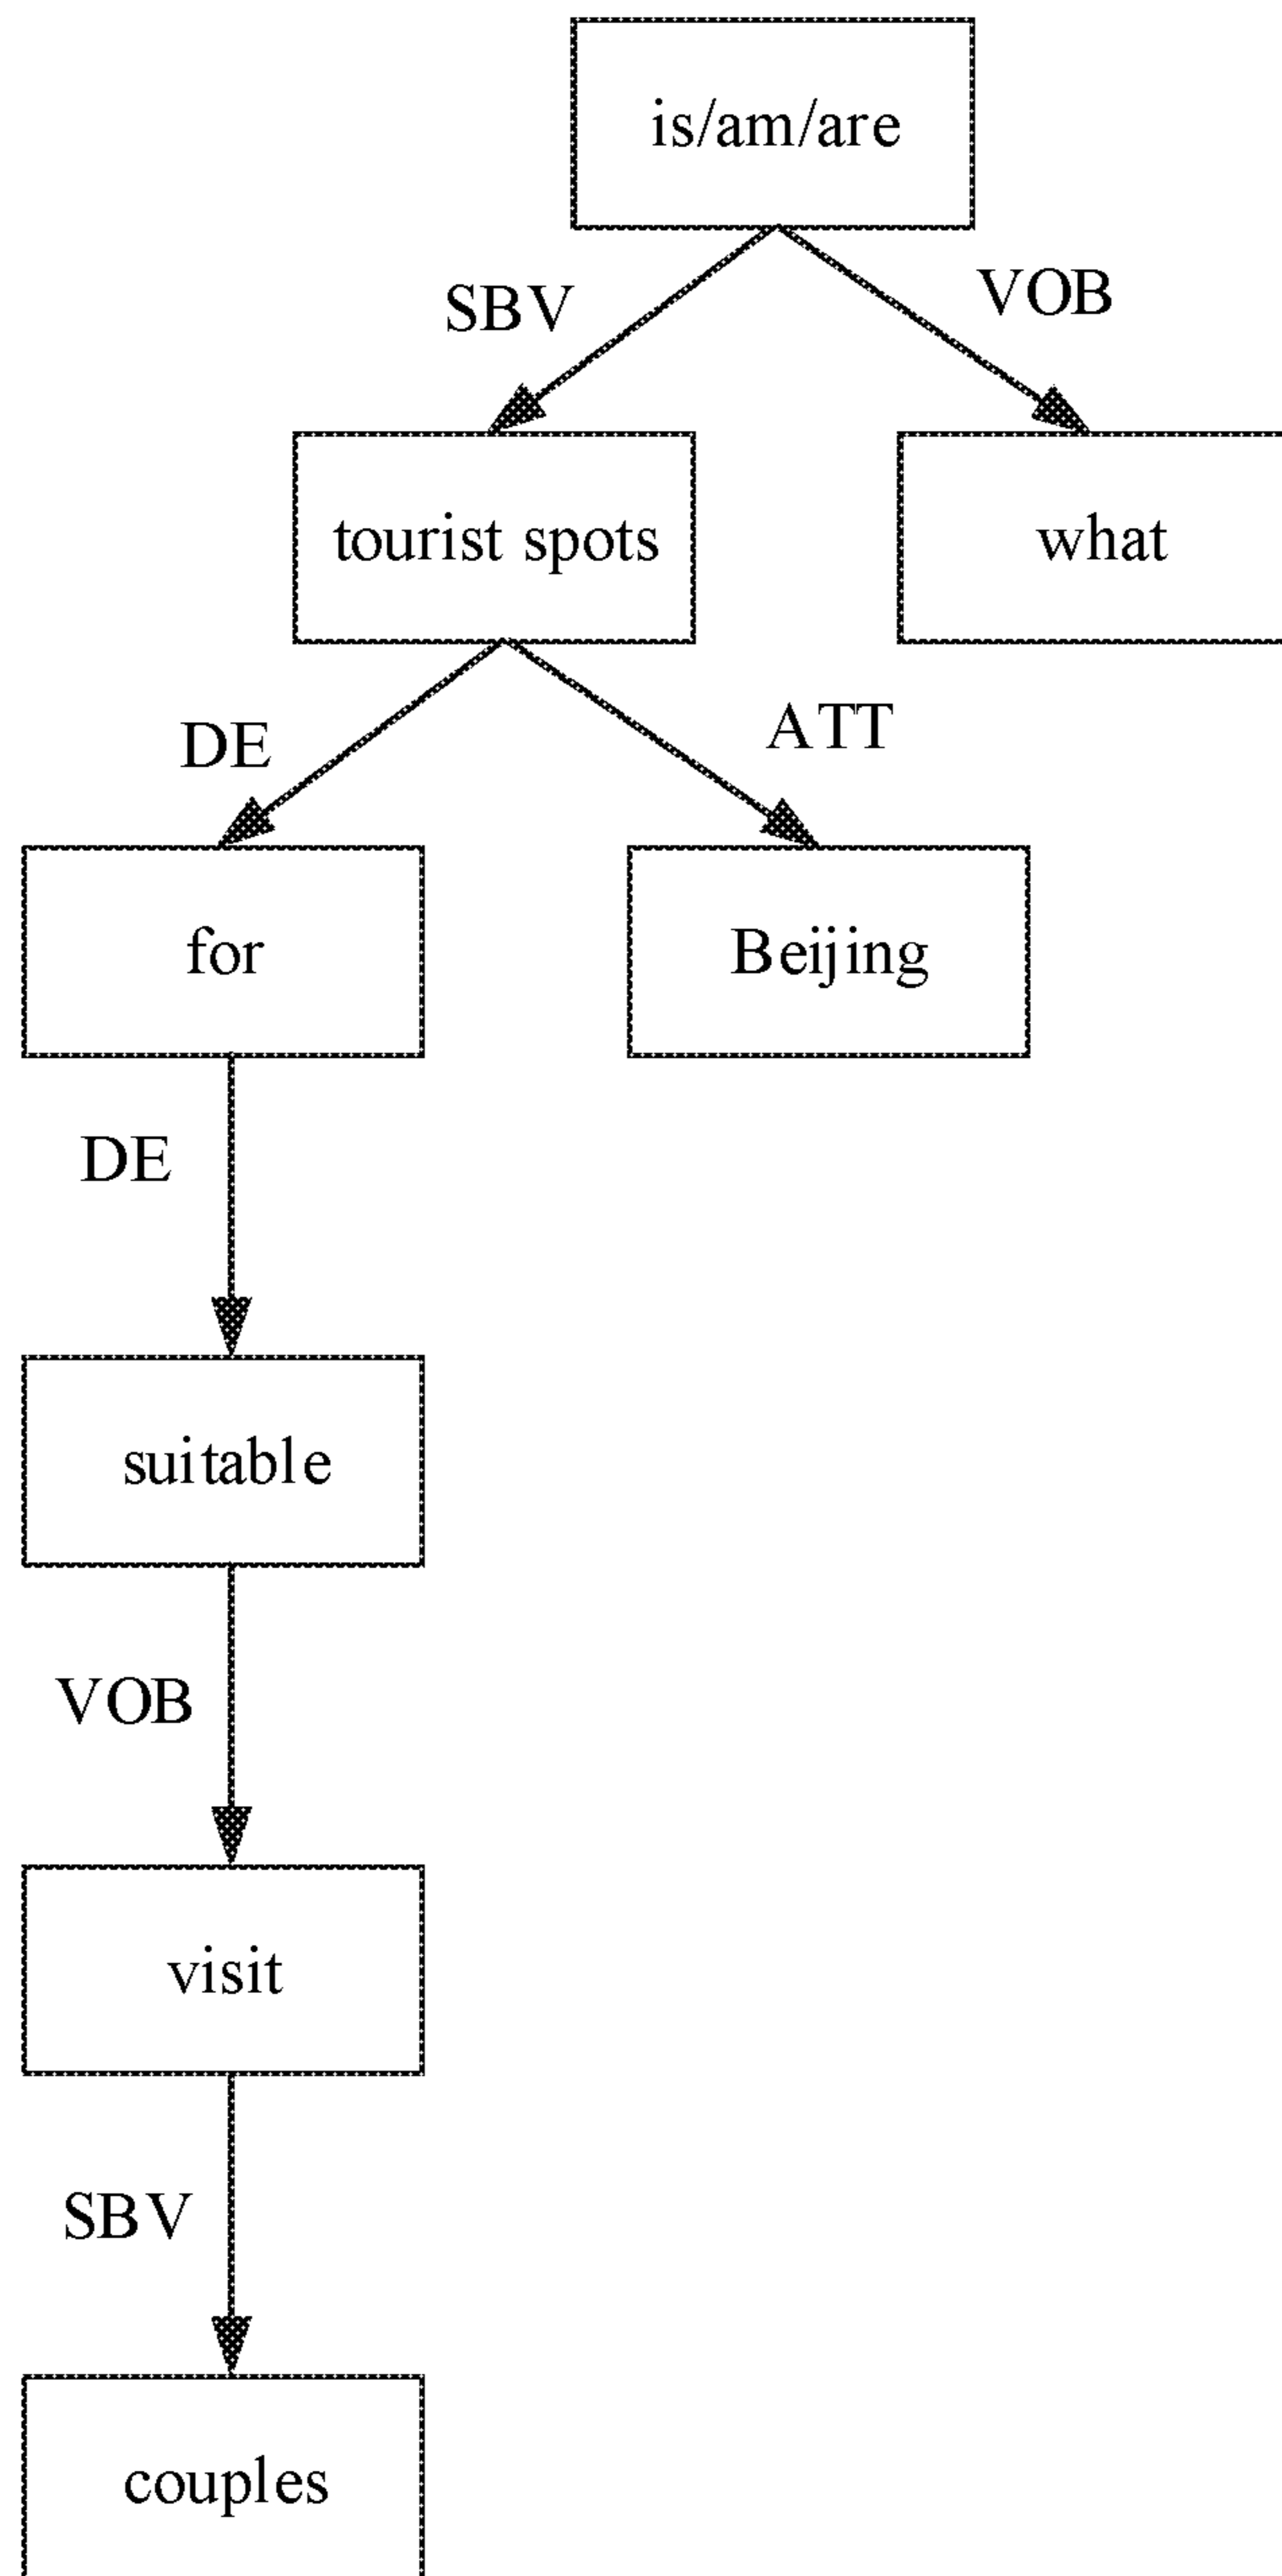 is/am/are
SBV
VOB
tourist spots
what
DE
ATT
for
Beijing
DE
suitable
VOB
visit
SBV
couples